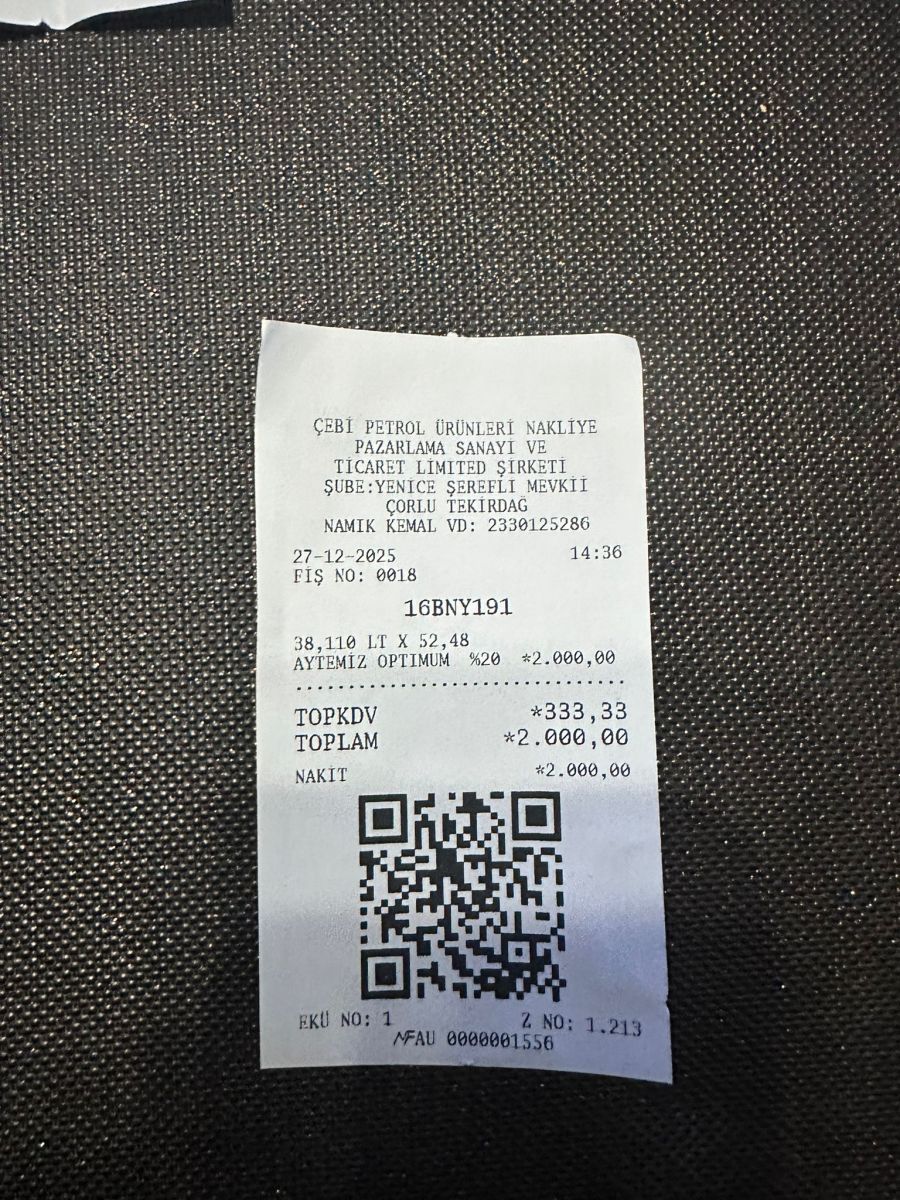 ÇEBİ PETROL ÜRÜNLERİ NAKLİYE
PAZARLAMA SANAYİ VE
TİCARET LİMİTED ŞİRKETİ
ŞUBE:YENİCE ŞEREFLİ MEVKİİ
ÇORLU TEKİRDAĞ
NAMIK KEMAL VD: 2330125286
27-12-2025 14:36
FİŞ NO: 0018
16BNY191
38,110 LT X 52,48
AYTEMİZ OPTIMUM %20 *2.000,00
TOPKDV *333,33
TOPLAM *2.000,00
NAKİT *2.000,00
EKÜ NO: 1 Z NO: 1.213
MFAU 0000001556